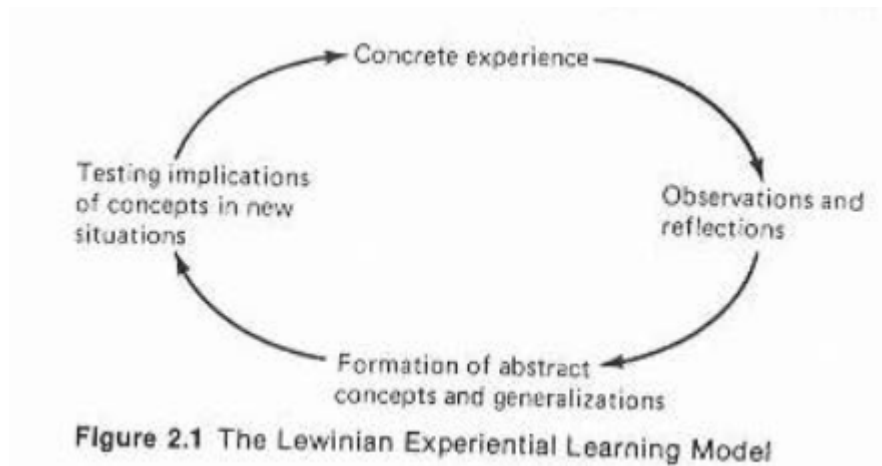 Concrete experience
Testing implications
of concepts in new
situations
Observations and
reflections
Formation of abstract
concepts and generalizations
Figure 2.1 The Lewinian Experiential Learning Model